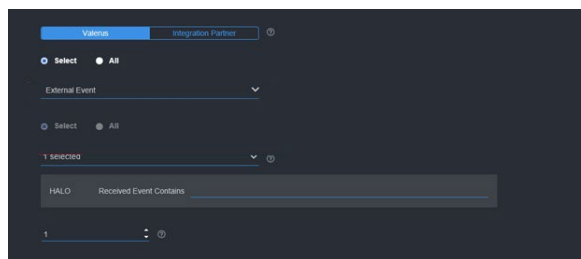 Valerus Integration Partner
Select All
External Event
Select All
1 selected
HALO Received Event Contains
1